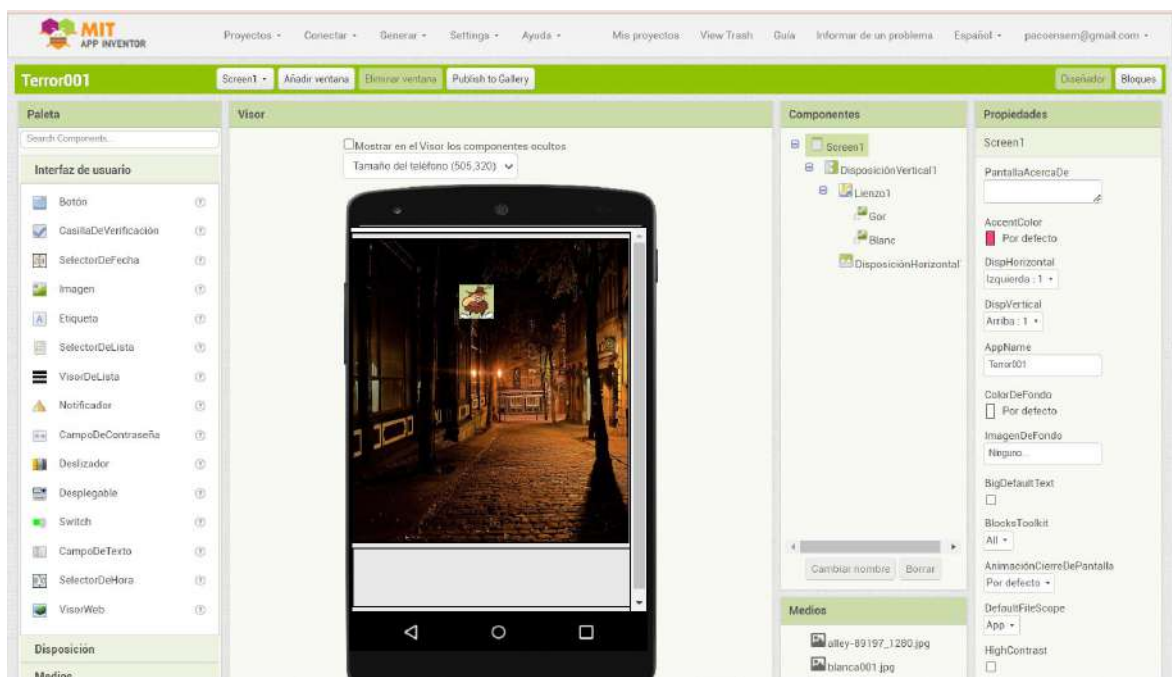 MIT
APP INVENTOR
Proyectos
Conectar
Generar
Settings
Ayuda
Mis proyectos
View Trash
Guía
Informar de un problema
Español
pacoensem@gmail.com
Terror001
Screen1
Añadir ventana
Eliminar ventana
Publish to Gallery
Diseñador
Bloques
Paleta
Search Components...
Interfaz de usuario
Botón
CasillaDeVerificación
SelectorDeFecha
Imagen
Etiqueta
SelectorDeLista
VisorDeLista
Notificador
CampoDeContraseña
Deslizador
Desplegable
Switch
CampoDeTexto
SelectorDeHora
VisorWeb
Disposición
Medios
Visor
Mostrar en el Visor los componentes ocultos
Tamaño del teléfono (505,320)
Componentes
Screen1
DisposiciónVertical1
Lienzo1
Gor
Blanc
DisposiciónHorizontal
Cambiar nombre
Borrar
Medios
alley-89197_1280.jpg
blanca001.jpg
Propiedades
Screen1
PantallaAcercaDe
AccentColor
Por defecto
DispHorizontal
Izquierda : 1
DispVertical
Arriba : 1
AppName
Terror001
ColorDeFondo
Por defecto
ImagenDeFondo
Ninguno...
BigDefaultText
BlocksToolkit
All
AnimaciónCierreDePantalla
Por defecto
DefaultFileScope
App
HighContrast